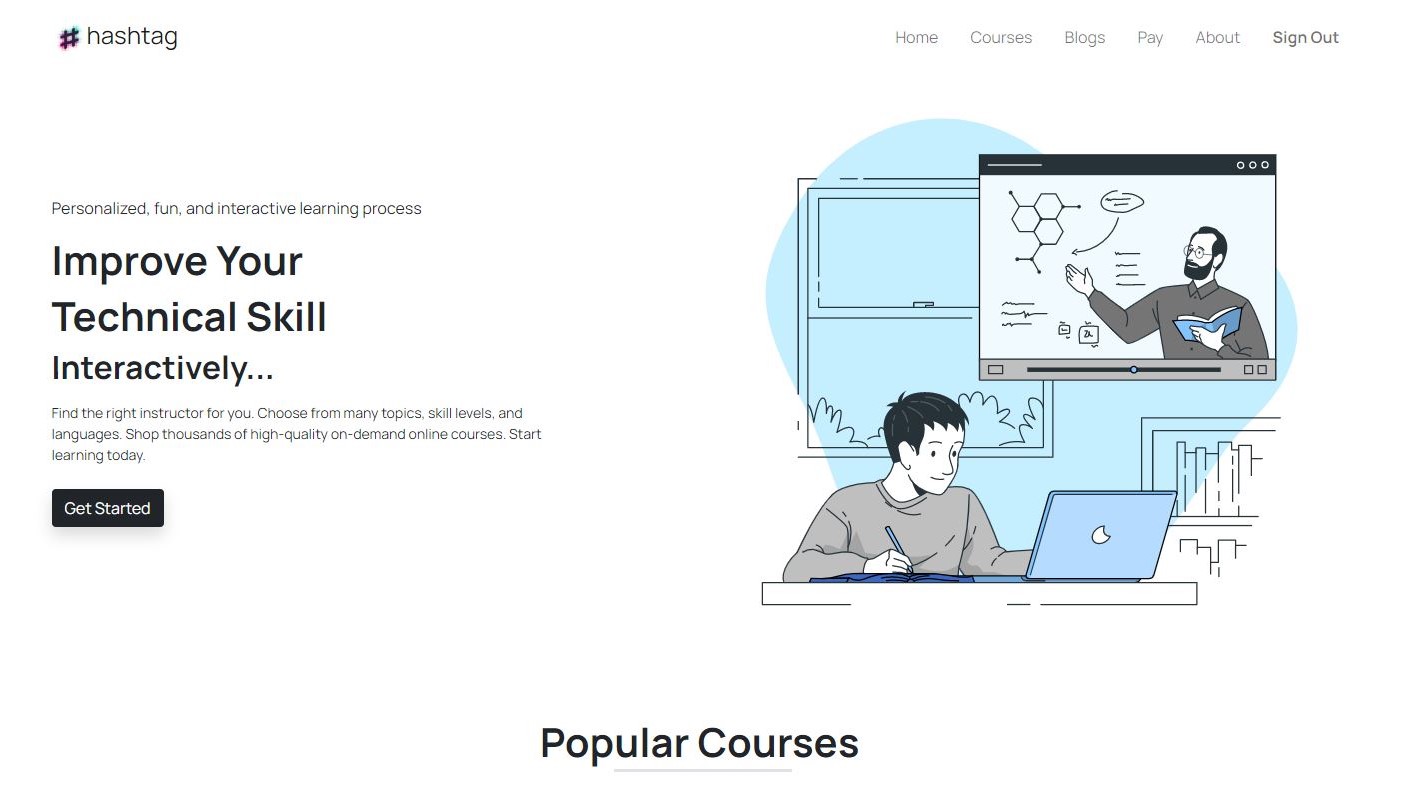 hashtag
Home Courses Blogs Pay About Sign Out
Personalized, fun, and interactive learning process
Improve Your
Technical Skill
Interactively...
Find the right instructor for you. Choose from many topics, skill levels, and
languages. Shop thousands of high-quality on-demand online courses. Start
learning today.
Get Started
Popular Courses